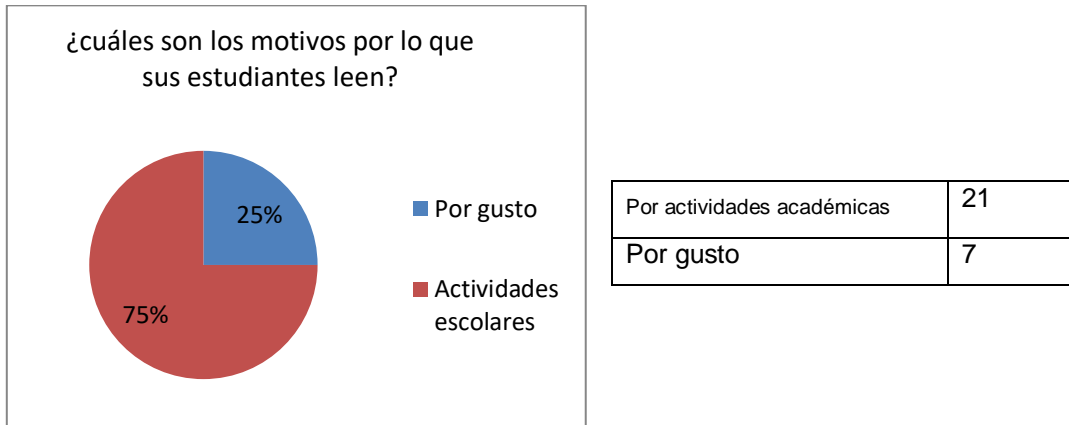 ¿cuáles son los motivos por lo que
sus estudiantes leen?
25%
75%
Por gusto
Actividades
escolares
Por actividades académicas 21
Por gusto 7